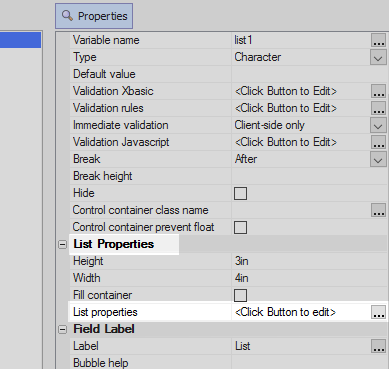 Properties
Variable name list1 ...
Type Character
Default value
Validation Xbasic <Click Button to Edit> ...
Validation rules <Click Button to Edit> ...
Immediate validation Client-side only
Validation Javascript <Click Button to Edit> ...
Break After
Break height
Hide
Control container class name ...
Control container prevent float
List Properties
Height 3in
Width 4in
Fill container
List properties <Click Button to edit> ...
Field Label
Label List ...
Bubble help